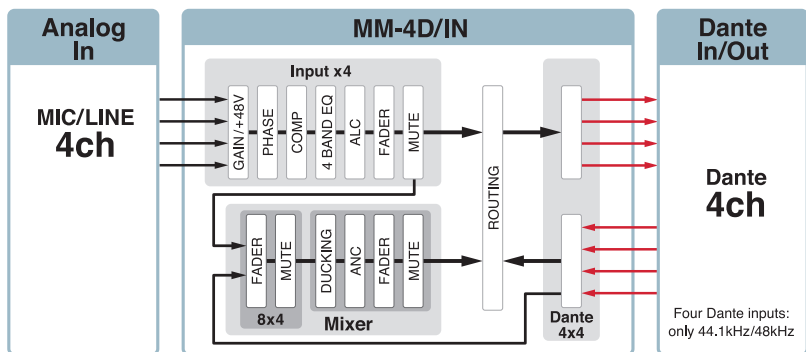 Analog
In
MIC/LINE
4ch
MM-4D/IN
Input x4
GAIN/+48V
PHASE
COMP
4 BAND EQ
ALC
FADER
MUTE
FADER
MUTE
8x4
DUCKING
ANC
FADER
MUTE
Mixer
ROUTING
Dante
4x4
Dante
In/Out
Dante
4ch
Four Dante inputs:
only 44.1kHz/48kHz